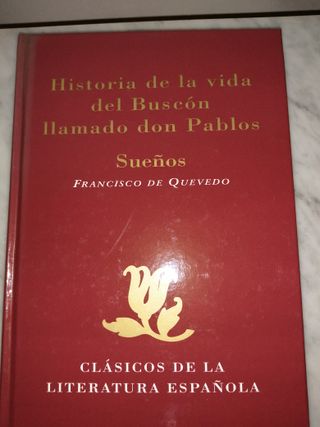 Historia de la vida
del Buscón
llamado don Pablos
Sueños
Francisco de Quevedo
CLÁSICOS DE LA
LITERATURA ESPAÑOLA